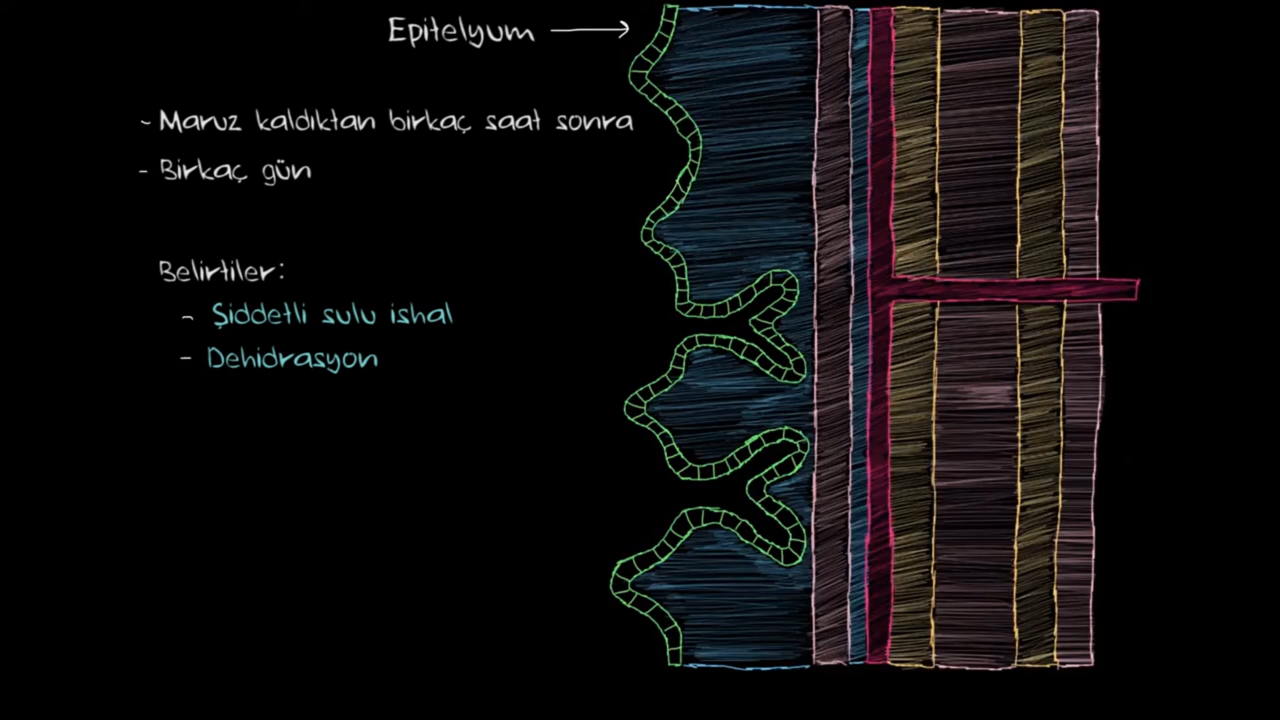 Epitelyum
- Maruz kaldıktan birkaç saat sonra
- Birkaç gün
Belirtiler:
- Şiddetli sulu ishal
- Dehidrasyon